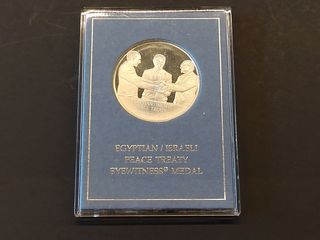 EGYPTIAN / ISRAELI
PEACE TREATY
EYEWITNESS® MEDAL